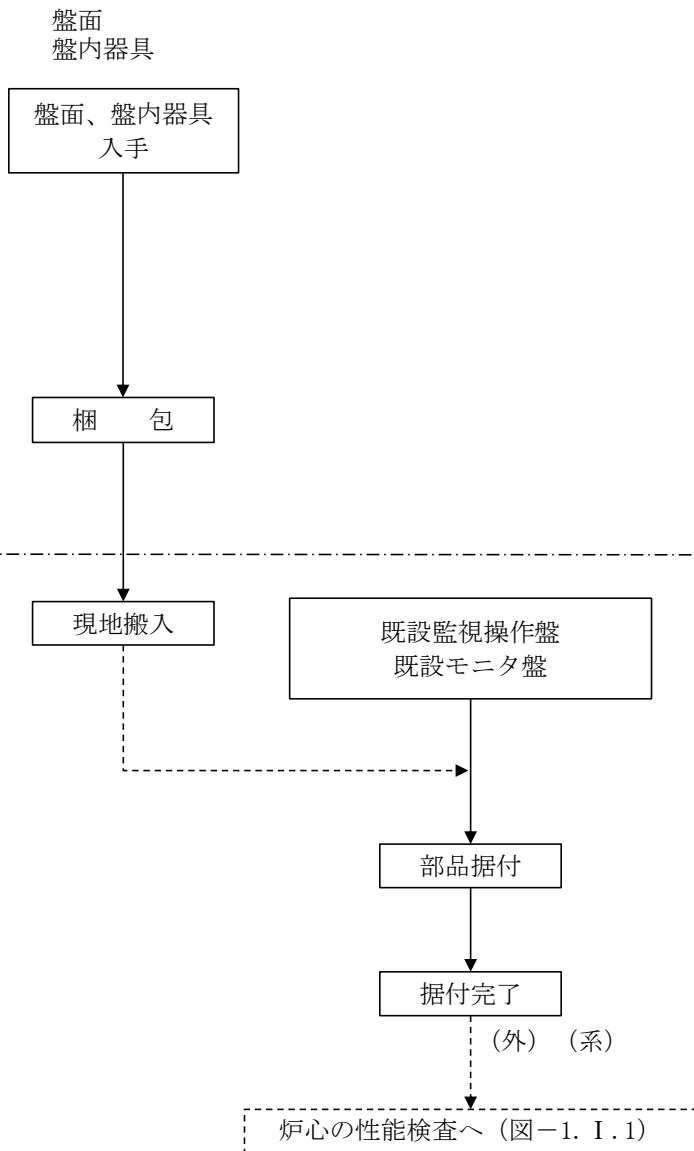 盤面
盤内器具
盤面、盤内器具
入手
梱　　包
現地搬入
既設監視操作盤
既設モニタ盤
部品据付
据付完了
（外）（系）
炉心の性能検査へ（図－1.Ⅰ.1）